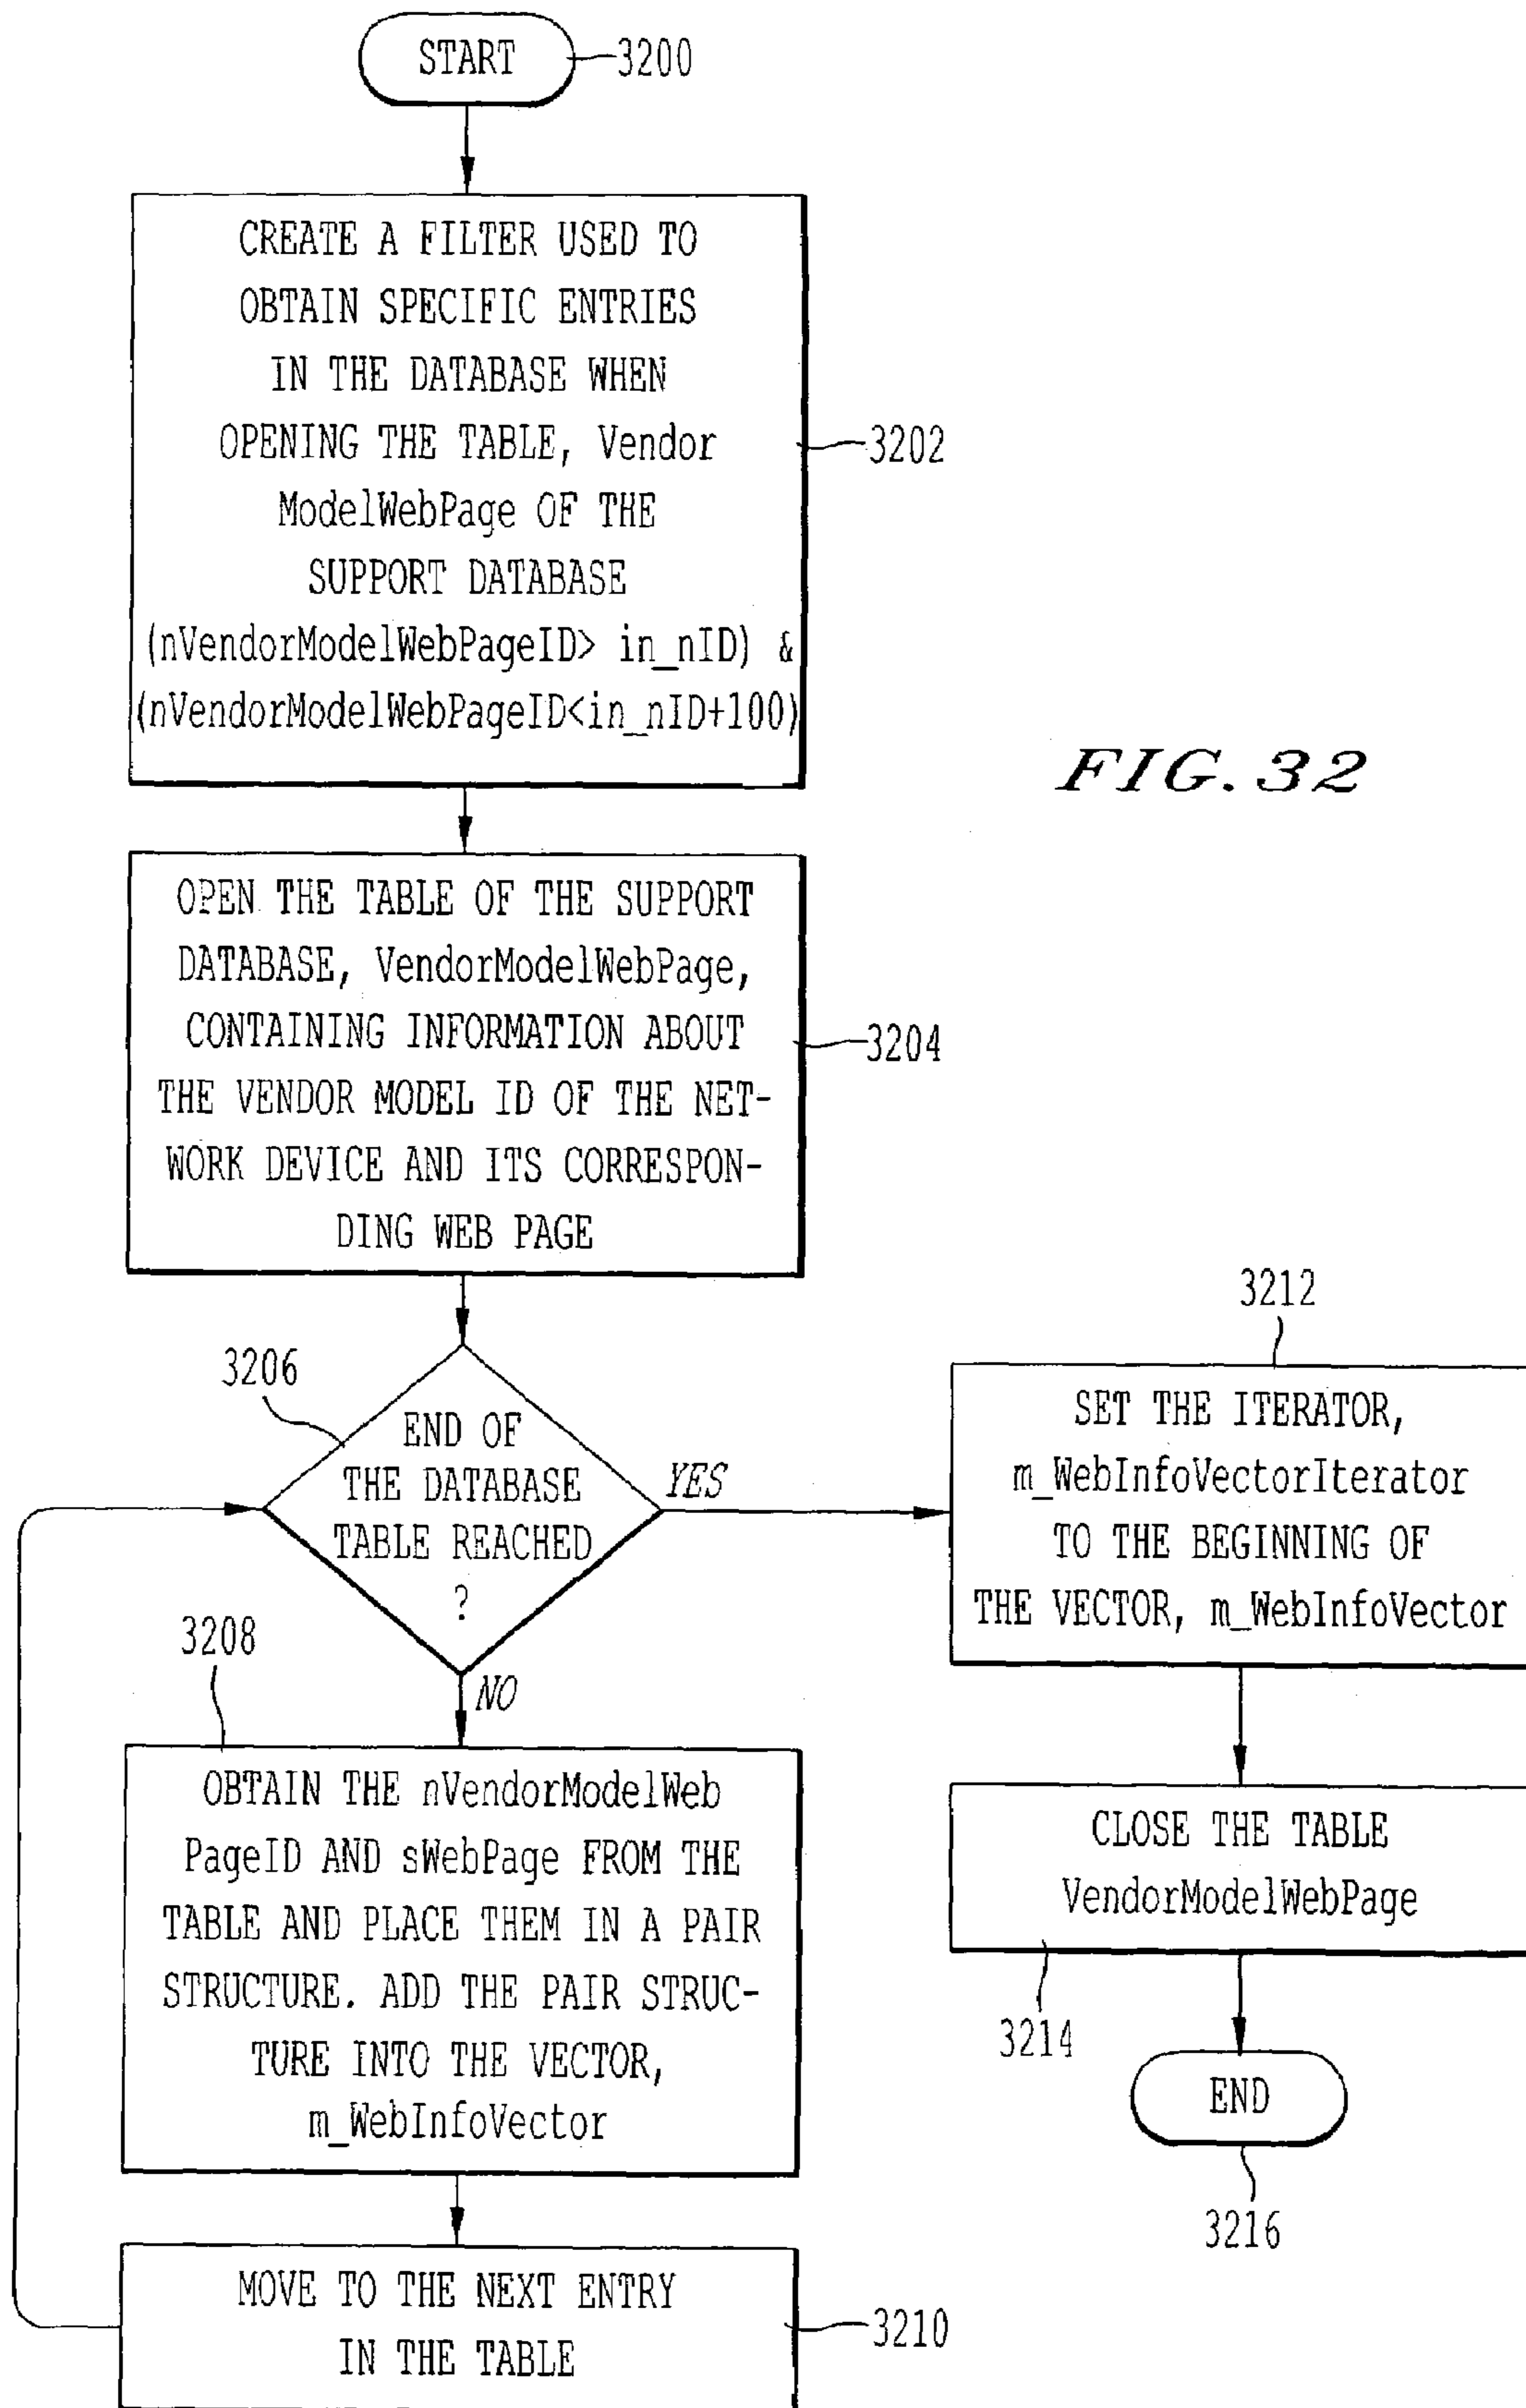 START
3200
CREATE A FILTER USED TO
OBTAIN SPECIFIC ENTRIES
IN THE DATABASE WHEN
OPENING THE TABLE, Vendor
ModelWebPage OF THE
SUPPORT DATABASE
(nVendorModelWebPageID> in_nID) &
(nVendorModelWebPageID<in_nID+100)
3202
FIG. 32
OPEN THE TABLE OF THE SUPPORT
DATABASE, VendorModelWebPage,
CONTAINING INFORMATION ABOUT
THE VENDOR MODEL ID OF THE NET-
WORK DEVICE AND ITS CORRESPON-
DING WEB PAGE
3204
3206
END OF
THE DATABASE
TABLE REACHED
?
YES
NO
3208
OBTAIN THE nVendorModelWeb
PageID AND sWebPage FROM THE
TABLE AND PLACE THEM IN A PAIR
STRUCTURE. ADD THE PAIR STRUC-
TURE INTO THE VECTOR,
m_WebInfoVector
MOVE TO THE NEXT ENTRY
IN THE TABLE
3210
3212
SET THE ITERATOR,
m_WebInfoVectorIterator
TO THE BEGINNING OF
THE VECTOR, m_WebInfoVector
CLOSE THE TABLE
VendorModelWebPage
3214
END
3216